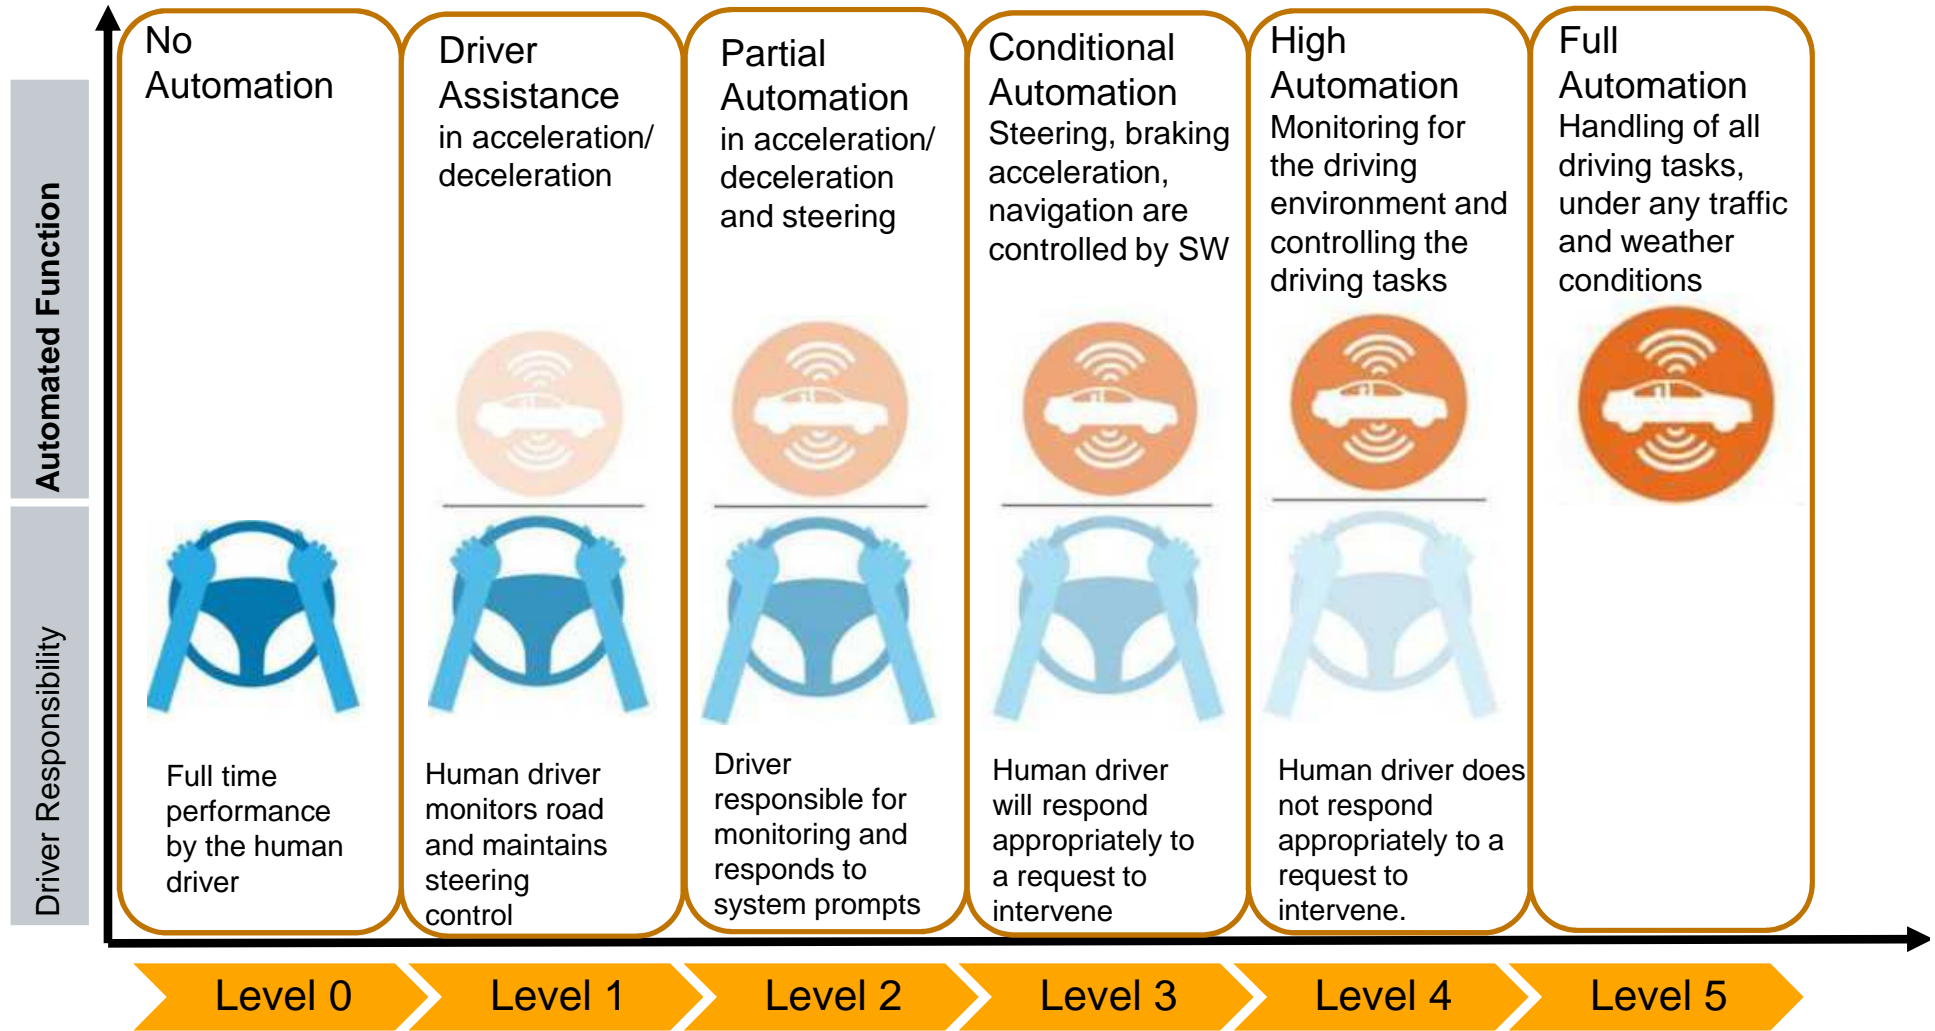 No
Automation
Driver
Assistance
in acceleration/
deceleration
Partial
Automation
in acceleration/
deceleration
and steering
Conditional
Automation
Steering, braking
acceleration,
navigation are
controlled by SW
High
Automation
Monitoring for
the driving
environment and
controlling the
driving tasks
Full
Automation
Handling of all
driving tasks,
under any traffic
and weather
conditions
Automated Function
Driver Responsibility
Full time
performance
by the human
driver
Human driver
monitors road
and maintains
steering
control
Driver
responsible for
monitoring and
responds to
system prompts
Human driver
will respond
appropriately to
a request to
intervene
Human driver does
not respond
appropriately to a
request to
intervene.
Level 0
Level 1
Level 2
Level 3
Level 4
Level 5